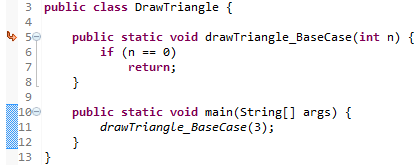 3 public class DrawTriangle {
4
5 public static void drawTriangle_BaseCase(int n) {
6 if (n == 0)
7 return;
8 }
9
10 public static void main(String[] args) {
11 drawTriangle_BaseCase(3);
12 }
13 }